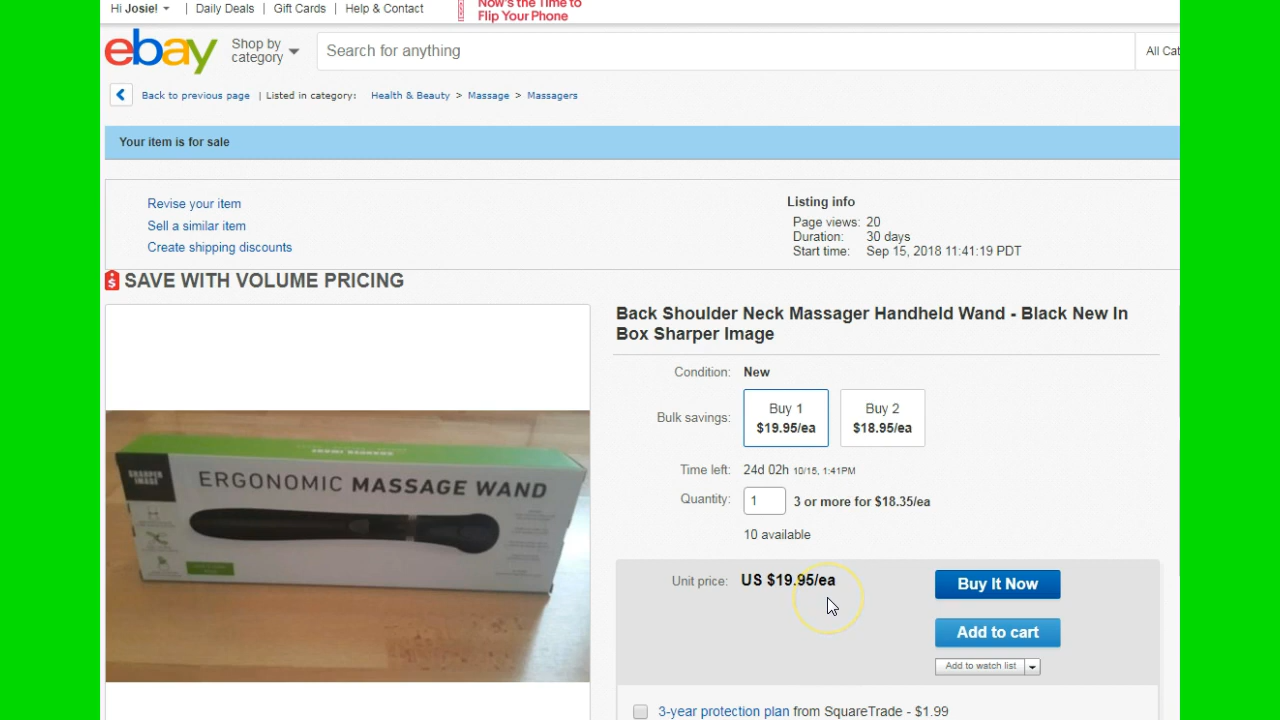 Hi Josie! | Daily Deals | Gift Cards | Help & Contact
Now's the Time to
Flip Your Phone
ebay
Shop by
category
Search for anything
All Cat
Back to previous page | Listed in category: Health & Beauty > Massage > Massagers
Your item is for sale
Revise your item
Sell a similar item
Create shipping discounts
Listing info
Page views: 20
Duration: 30 days
Start time: Sep 15, 2018 11:41:19 PDT
$ SAVE WITH VOLUME PRICING
SHARPER
IMAGE
ERGONOMIC MASSAGE WAND
Back Shoulder Neck Massager Handheld Wand - Black New In
Box Sharper Image
Condition: New
Bulk savings:
Buy 1
$19.95/ea
Buy 2
$18.95/ea
Time left: 24d 02h 10/15, 1:41PM
Quantity: 1 3 or more for $18.35/ea
10 available
Unit price: US $19.95/ea
Buy It Now
Add to cart
Add to watch list
3-year protection plan from SquareTrade - $1.99